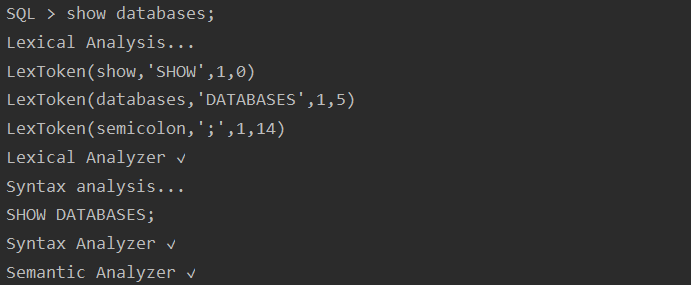 SQL > show databases;
Lexical Analysis...
LexToken(show,'SHOW',1,0)
LexToken(databases,'DATABASES',1,5)
LexToken(semicolon,';',1,14)
Lexical Analyzer ✓
Syntax analysis...
SHOW DATABASES;
Syntax Analyzer ✓
Semantic Analyzer ✓